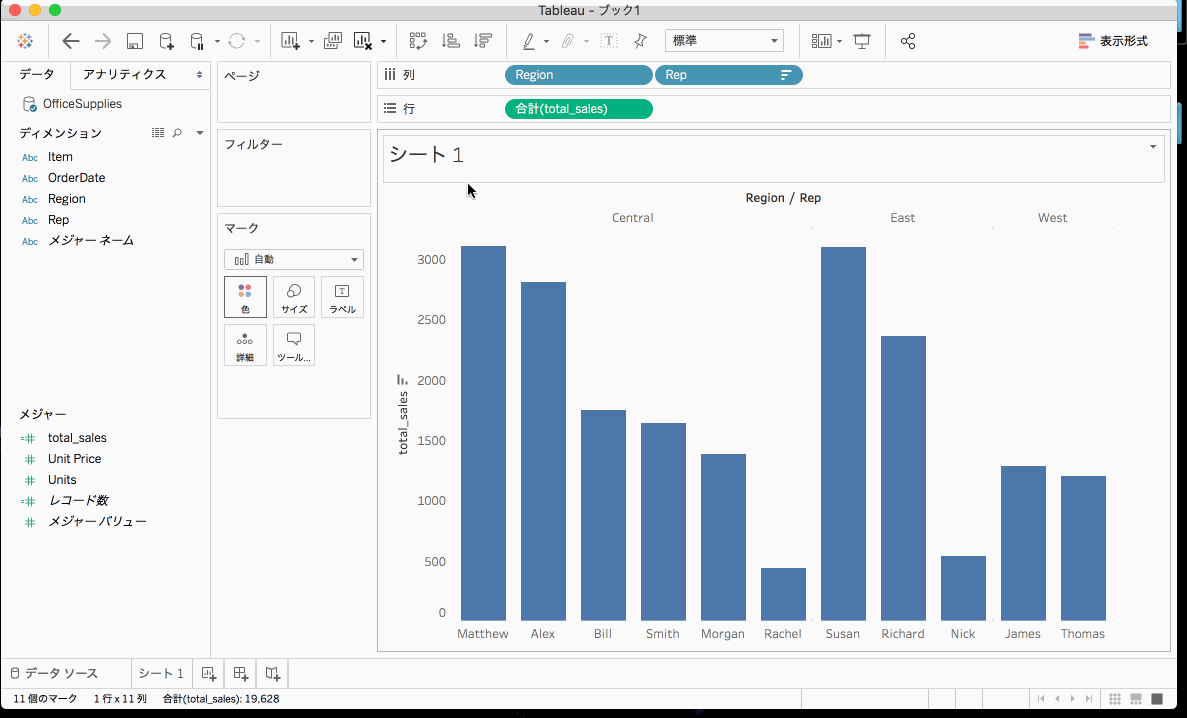 Tableau - ブック1
標準
表示形式
データ
アナリティクス
OfficeSupplies
ディメンション
Abc Item
Abc OrderDate
Abc Region
Abc Rep
Abc メジャー ネーム
メジャー
total_sales
Unit Price
Units
レコード数
メジャー バリュー
ページ
フィルター
マーク
自動
色
サイズ
ラベル
詳細
ツール...
列
Region
Rep
行
合計(total_sales)
シート 1
Region / Rep
Central
East
West
total_sales
3000
2500
2000
1500
1000
500
0
Matthew
Alex
Bill
Smith
Morgan
Rachel
Susan
Richard
Nick
James
Thomas
データ ソース
シート 1
11 個のマーク
1 行 x 11 列
合計(total_sales): 19,628